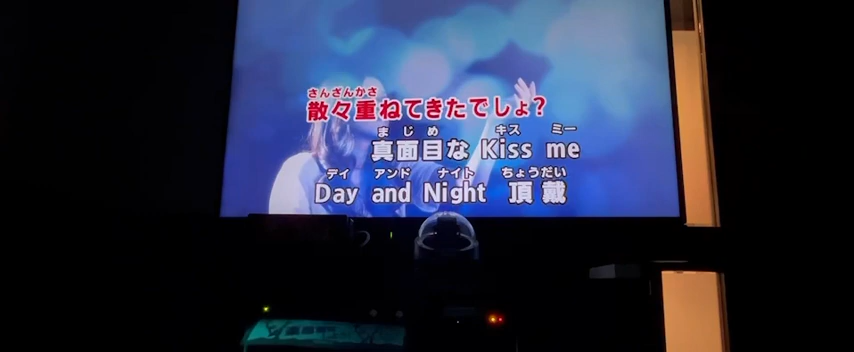 さんざんかさ
散々重ねてきたでしょ?
まじめ キス ミー
真面目な Kiss me
デイ アンド ナイト ちょうだい
Day and Night 頂戴